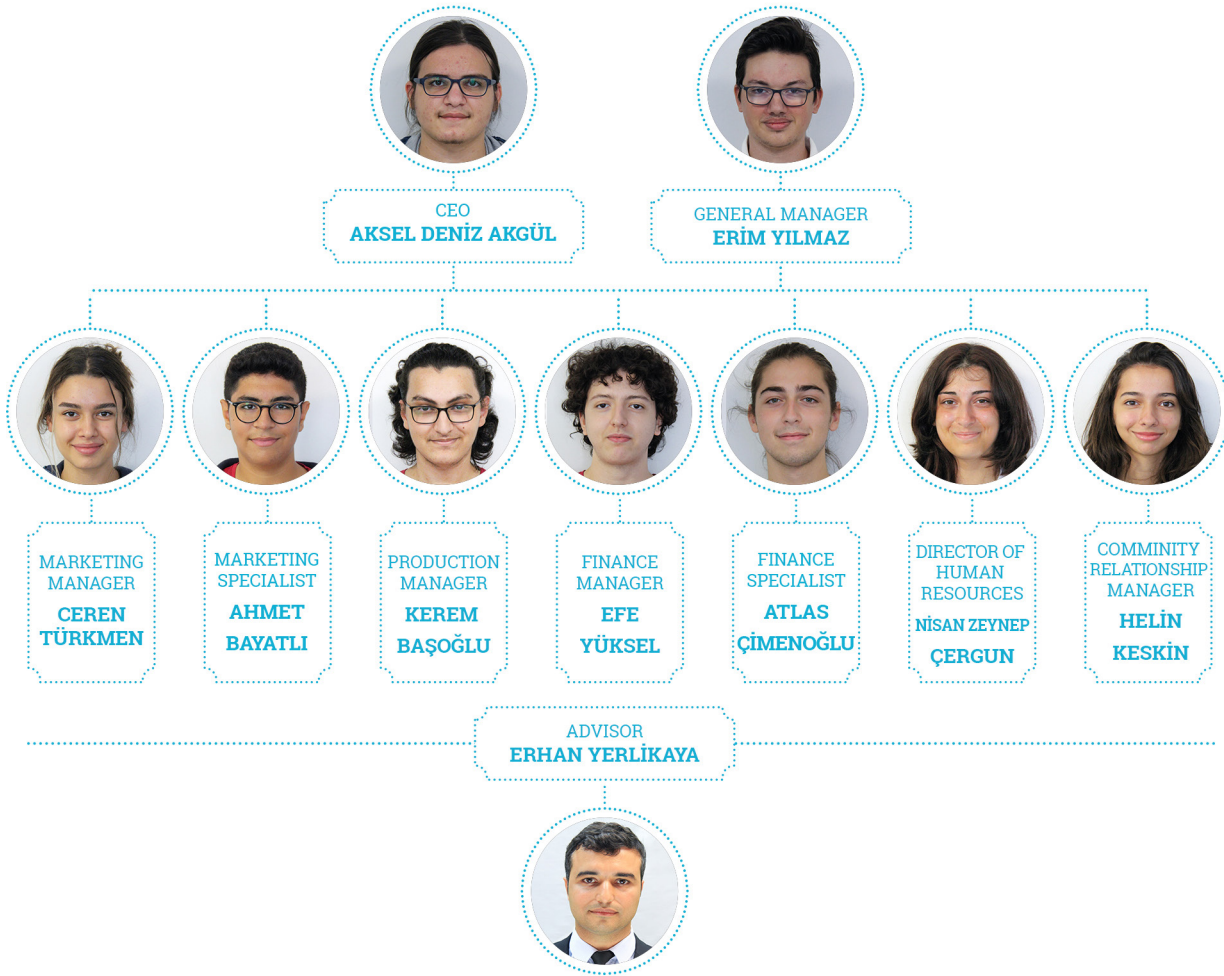 CEO
AKSEL DENİZ AKGÜL
GENERAL MANAGER
ERİM YILMAZ
MARKETING
MANAGER
CEREN
TÜRKMEN
MARKETING
SPECIALIST
AHMET
BAYATLI
PRODUCTION
MANAGER
KEREM
BAŞOĞLU
FINANCE
MANAGER
EFE
YÜKSEL
FINANCE
SPECIALIST
ATLAS
ÇİMENOĞLU
DIRECTOR OF
HUMAN
RESOURCES
NİSAN ZEYNEP
ÇERGUN
COMMINITY
RELATIONSHIP
MANAGER
HELİN
KESKİN
ADVISOR
ERHAN YERLİKAYA